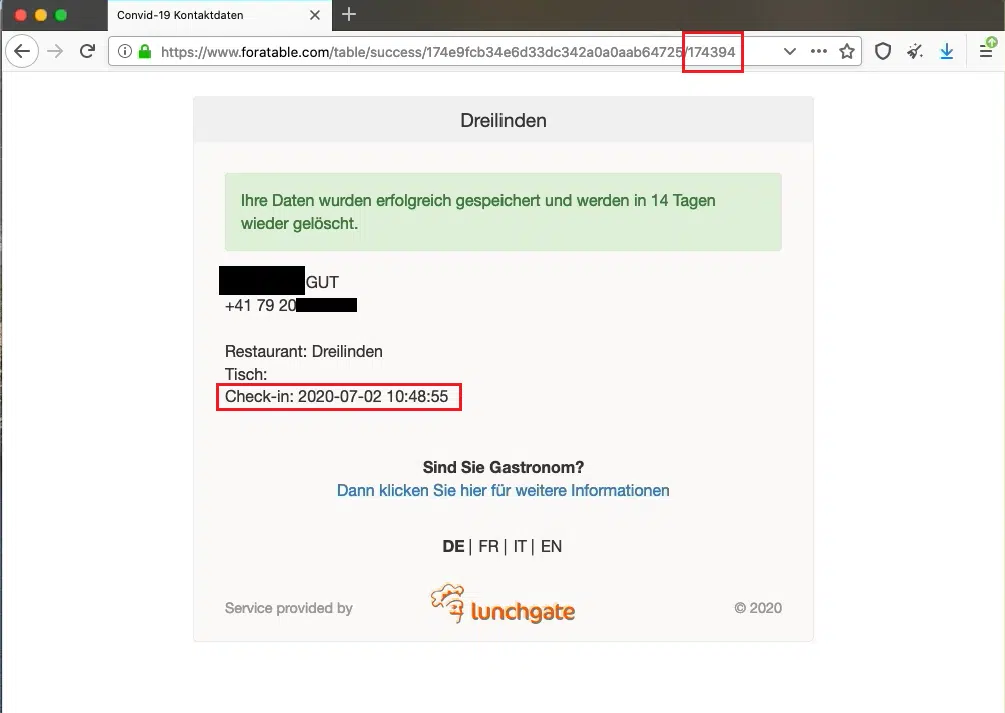 Convid-19 Kontaktdaten
https://www.foratable.com/table/success/174e9fcb34e6d33dc342a0a0aab64725/174394
Dreilinden
Ihre Daten wurden erfolgreich gespeichert und werden in 14 Tagen
wieder gelöscht.
GUT
+41 79 20
Restaurant: Dreilinden
Tisch:
Check-in: 2020-07-02 10:48:55
Sind Sie Gastronom?
Dann klicken Sie hier für weitere Informationen
DE | FR | IT | EN
Service provided by lunchgate © 2020